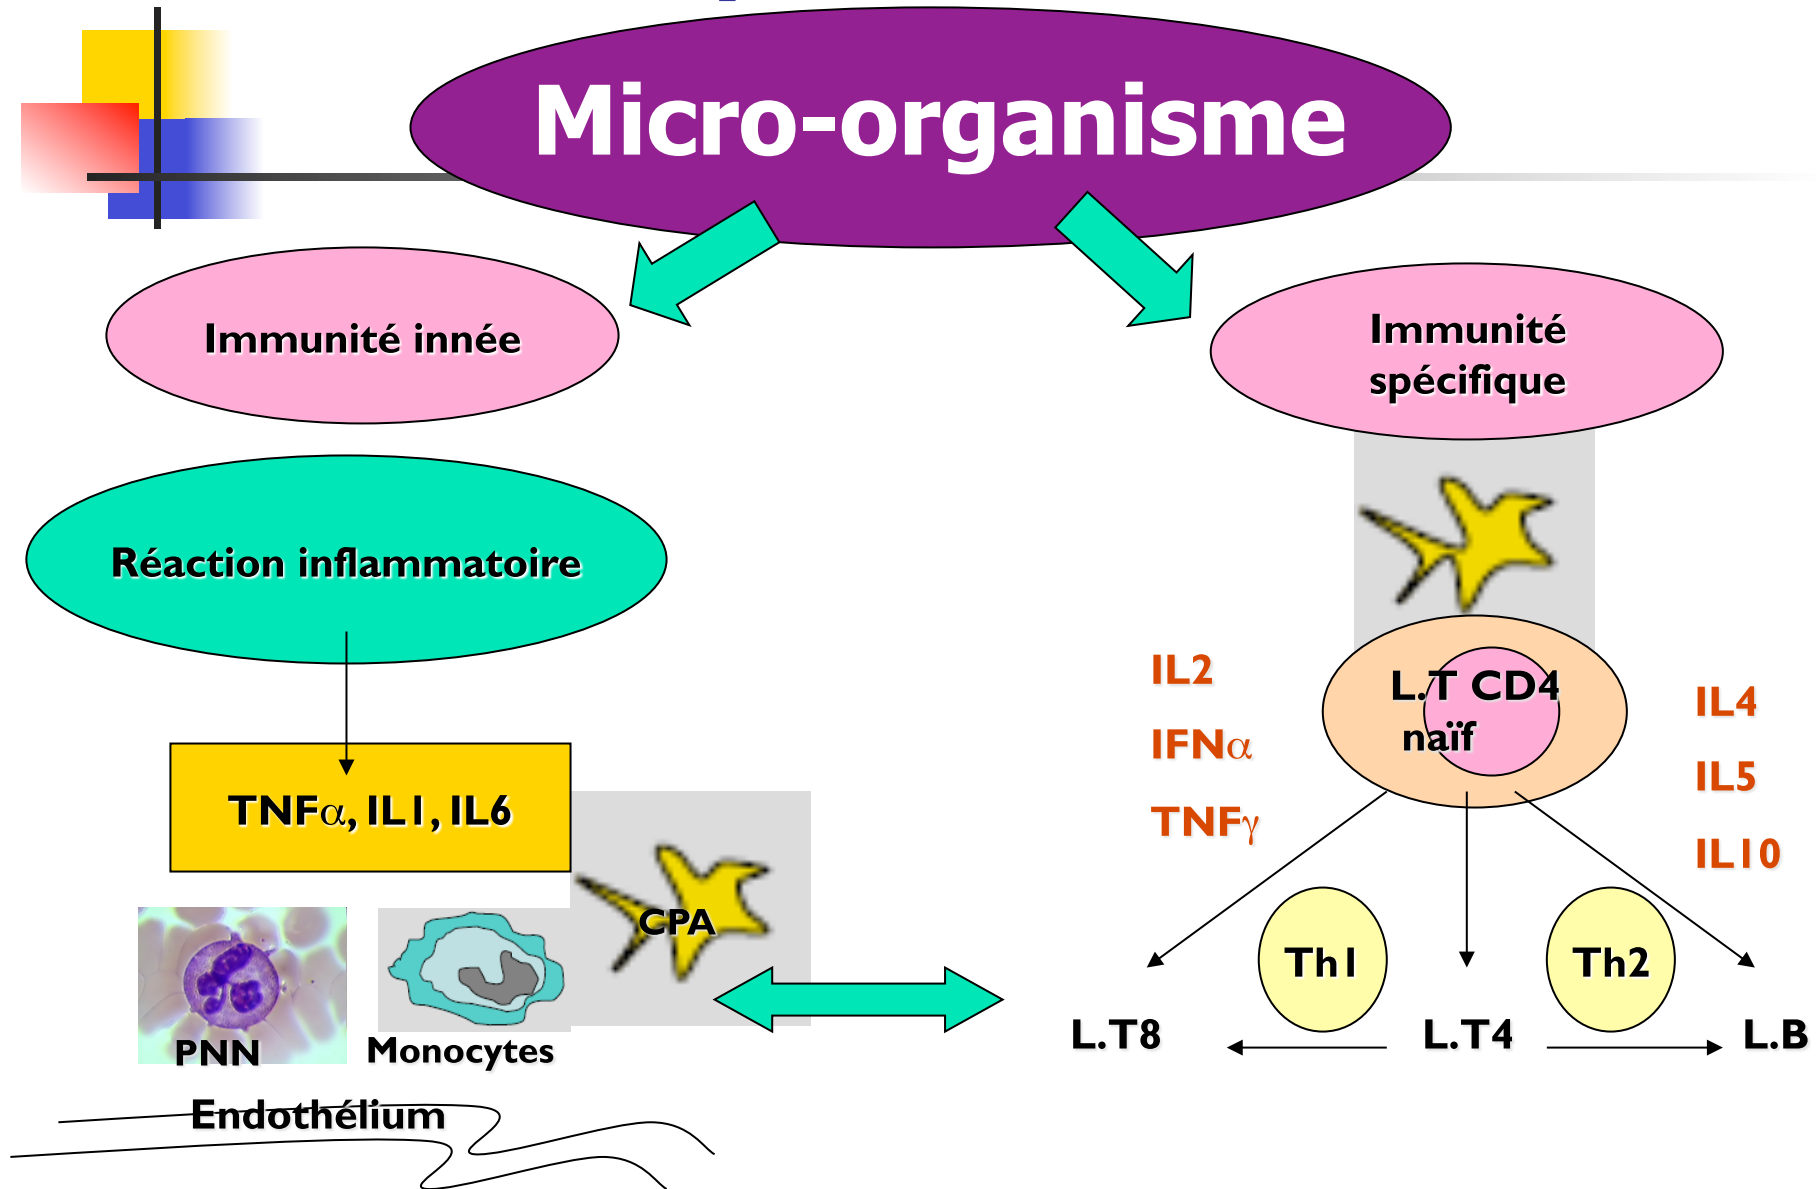 Micro-organisme
Immunité innée
Immunité
spécifique
Réaction inflammatoire
TNFα, IL1, IL6
CPA
PNN
Monocytes
Endothélium
IL2
IFNα
TNFγ
L.T CD4
naïf
IL4
IL5
IL10
Th1
Th2
L.T8
L.T4
L.B